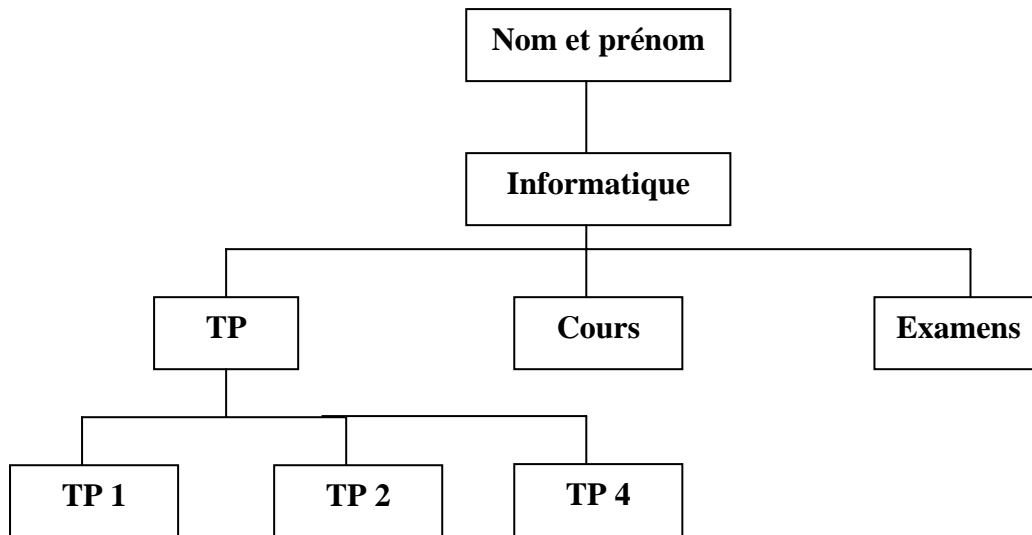 Nom et prénom
Informatique
TP
Cours
Examens
TP 1
TP 2
TP 4